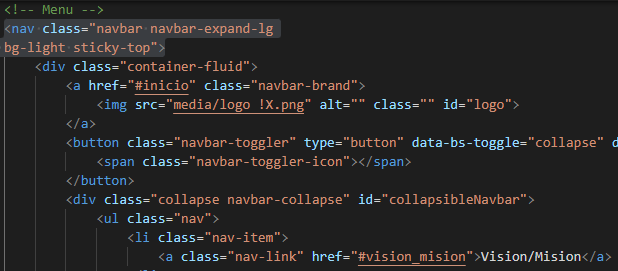 <!-- Menu -->
<nav class="navbar navbar-expand-lg
bg-light sticky-top">
<div class="container-fluid">
<a href="#inicio" class="navbar-brand">
<img src="media/logo !X.png" alt="" class="" id="logo">
</a>
<button class="navbar-toggler" type="button" data-bs-toggle="collapse" d
<span class="navbar-toggler-icon"></span>
</button>
<div class="collapse navbar-collapse" id="collapsibleNavbar">
<ul class="nav">
<li class="nav-item">
<a class="nav-link" href="#vision_mision">Vision/Mision</a>